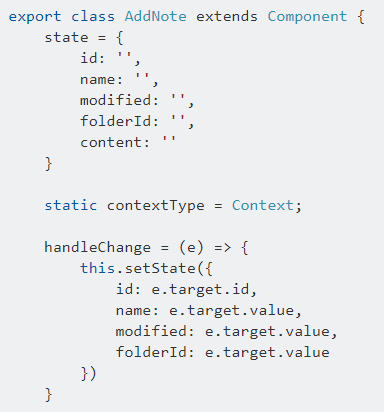 export class AddNote extends Component {
    state = {
        id: '',
        name: '',
        modified: '',
        folderId: '',
        content: ''
    }

    static contextType = Context;

    handleChange = (e) => {
        this.setState({
            id: e.target.id,
            name: e.target.value,
            modified: e.target.value,
            folderId: e.target.value
        })
    }